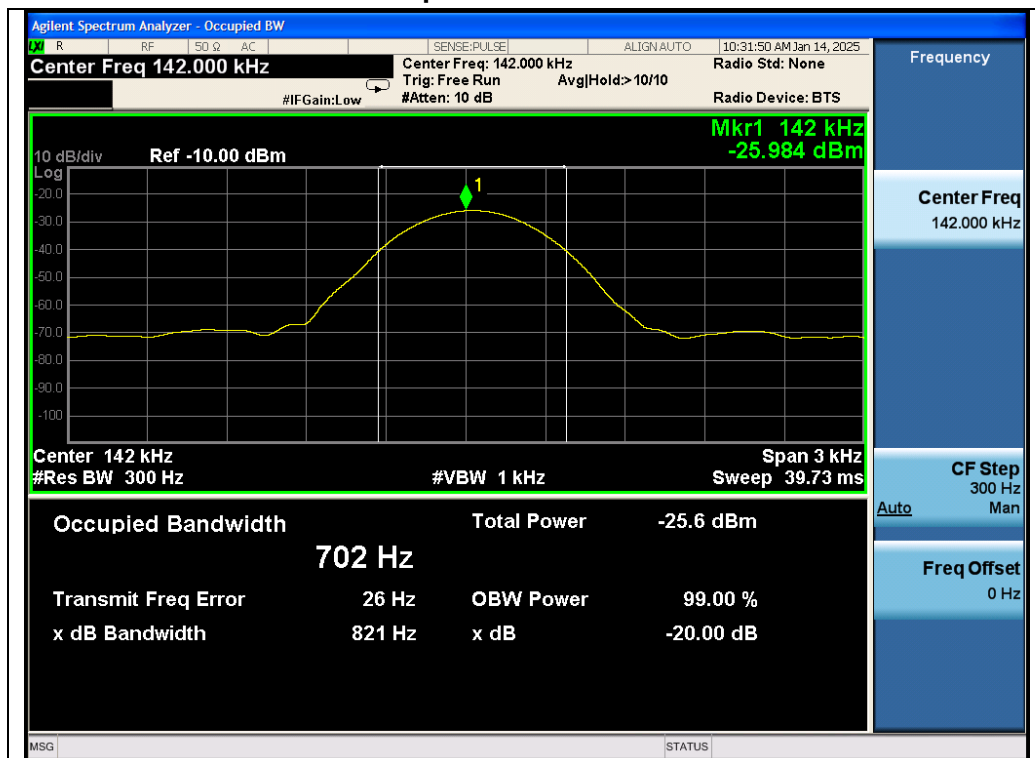 Agilent Spectrum Analyzer - Occupied BW
LXI R RF 50 Ω AC SENSE:PULSE ALIGN AUTO 10:31:50 AM Jan 14, 2025
Center Freq 142.000 kHz Center Freq: 142.000 kHz Radio Std: None
Trig: Free Run Avg|Hold:>10/10
#IFGain:Low #Atten: 10 dB Radio Device: BTS
Frequency
Mkr1 142 kHz
10 dB/div Ref -10.00 dBm -25.984 dBm
Log
1
-20.0
-30.0
-40.0
-50.0
-60.0
-70.0
-80.0
-90.0
-100
Center 142 kHz Span 3 kHz
#Res BW 300 Hz #VBW 1 kHz Sweep 39.73 ms
Center Freq
142.000 kHz
CF Step
300 Hz
Auto Man
Freq Offset
0 Hz
Occupied Bandwidth Total Power -25.6 dBm
702 Hz
Transmit Freq Error 26 Hz OBW Power 99.00 %
x dB Bandwidth 821 Hz x dB -20.00 dB
MSG STATUS